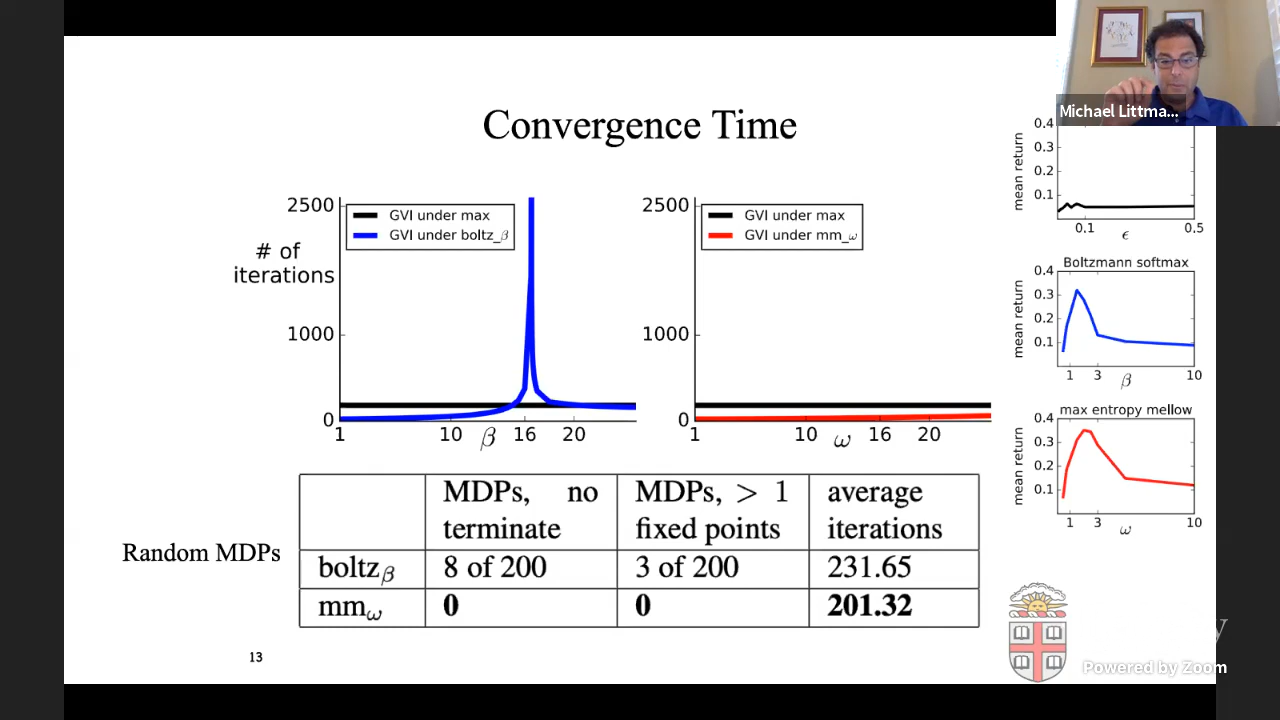 Michael Littma...
Convergence Time
2500
# of
iterations
1000
0
GVI under max
GVI under boltz_β
1
10
16
20
β
2500
1000
0
GVI under max
GVI under mm_ω
1
10
16
20
ω
mean return
0.4
0.3
0.2
0.1
0.1
0.5
ϵ
Boltzmann softmax
mean return
0.4
0.3
0.2
0.1
1
3
10
β
max entropy mellow
mean return
0.4
0.3
0.2
0.1
1
3
10
ω
Random MDPs
MDPs, no
terminate
MDPs, > 1
fixed points
average
iterations
boltzβ
8 of 200
3 of 200
231.65
mmω
0
0
201.32
13
y
Powered by Zoom